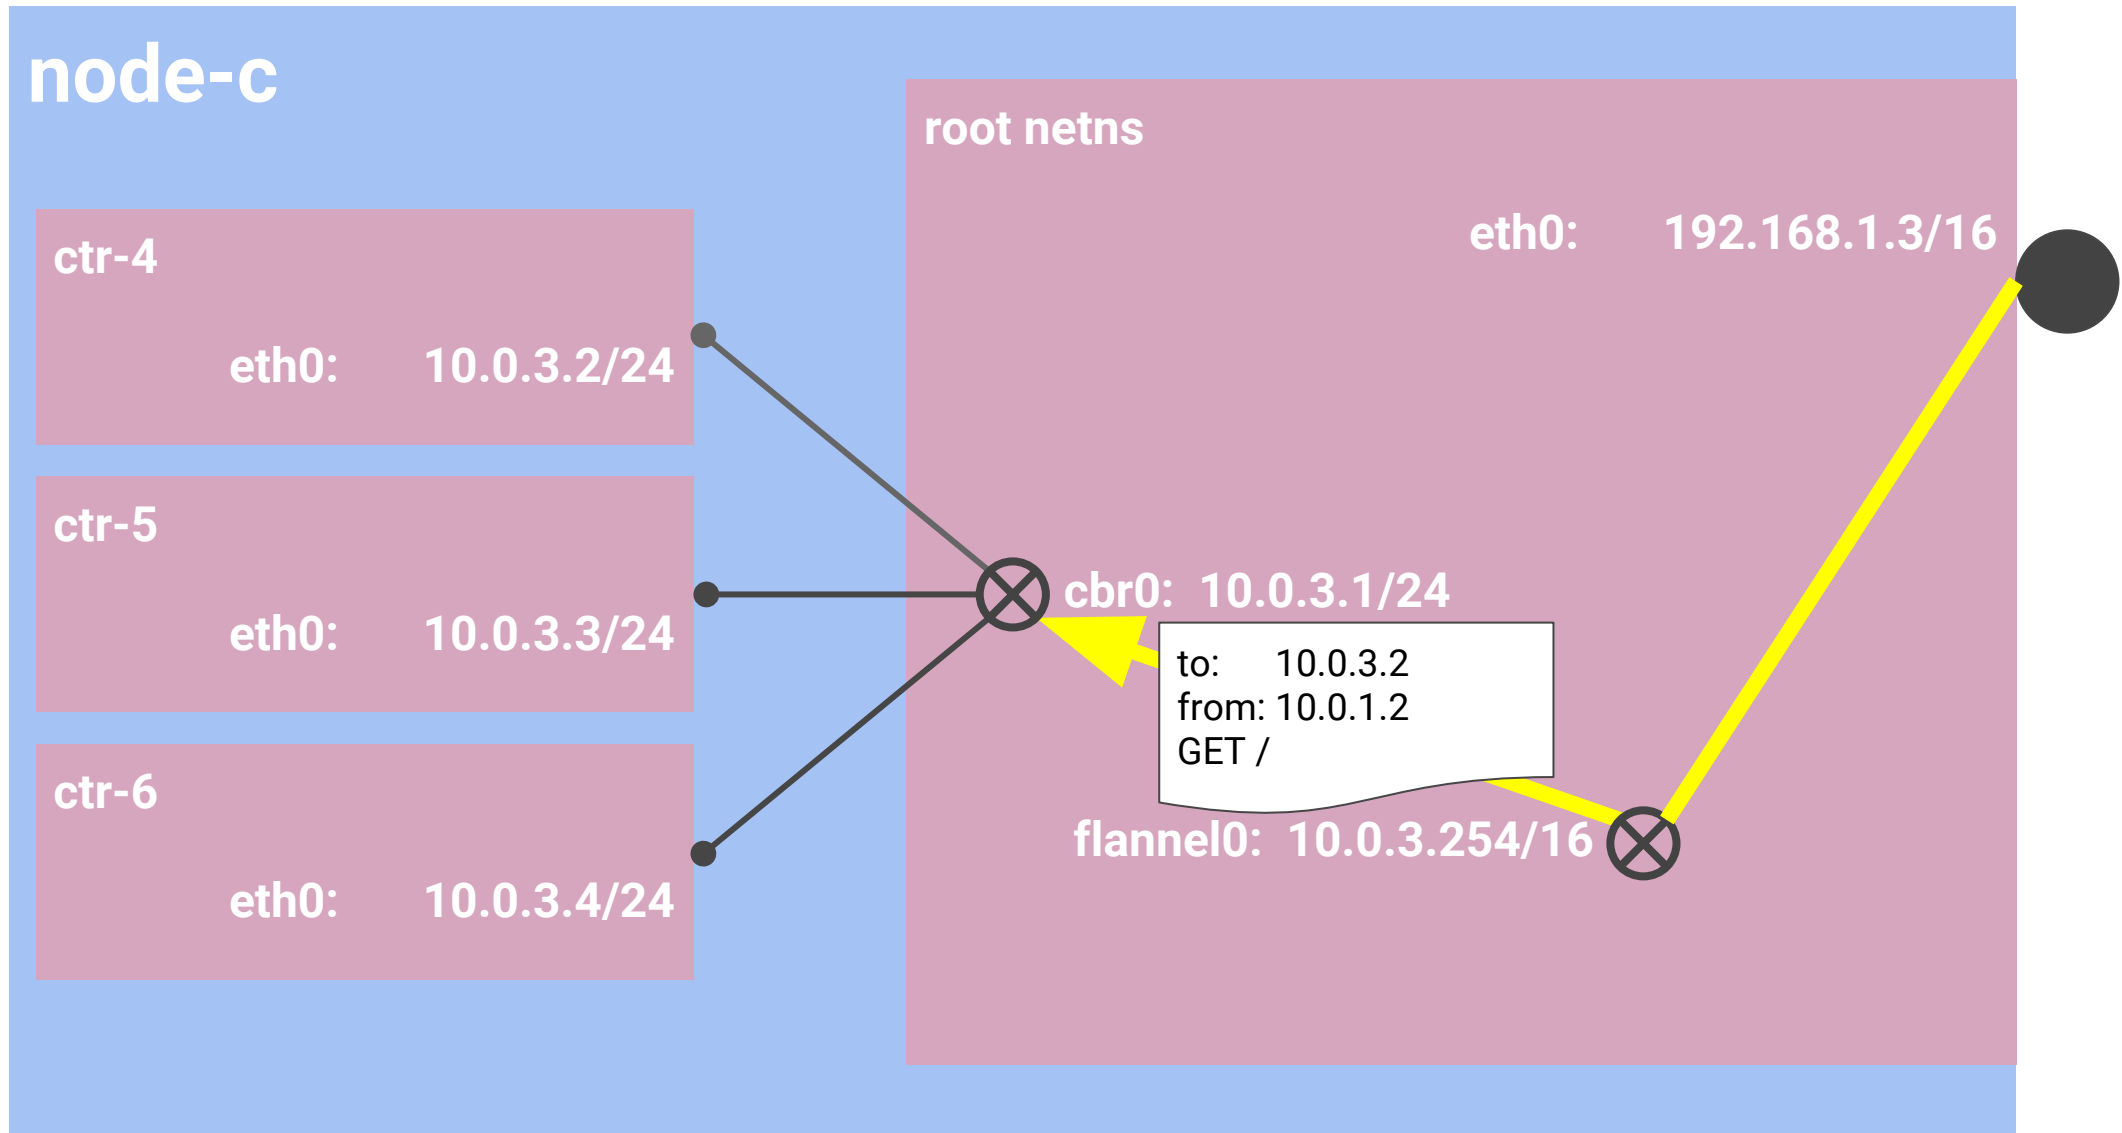 node-c
root netns
eth0: 192.168.1.3/16
ctr-4
eth0: 10.0.3.2/24
ctr-5
eth0: 10.0.3.3/24
ctr-6
eth0: 10.0.3.4/24
cbr0: 10.0.3.1/24
to: 10.0.3.2
from: 10.0.1.2
GET /
flannel0: 10.0.3.254/16